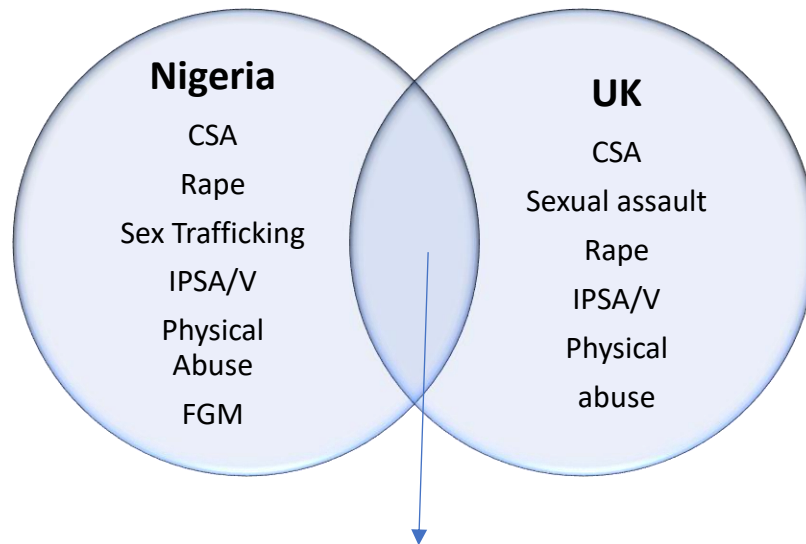 Nigeria
CSA
Rape
Sex Trafficking
IPSA/V
Physical
Abuse
FGM
UK
CSA
Sexual assault
Rape
IPSA/V
Physical
abuse